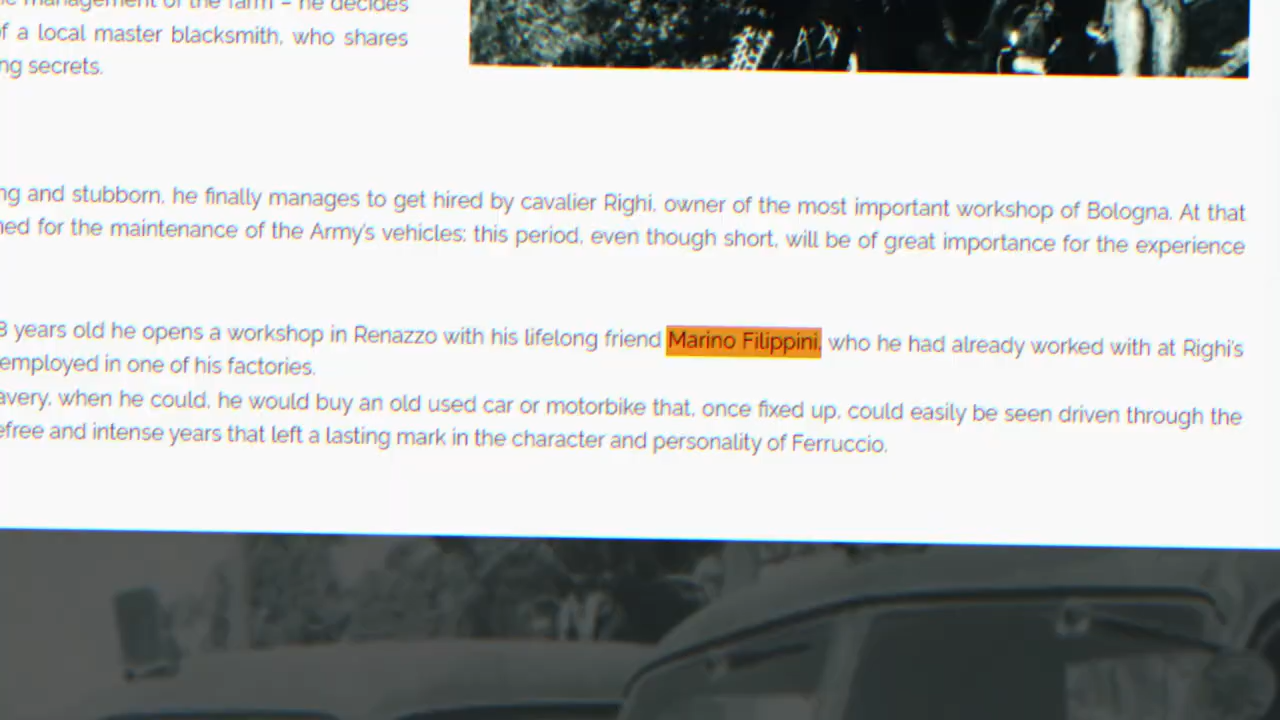 management of the farm – he decides
of a local master blacksmith, who shares
secrets.
and stubborn, he finally manages to get hired by cavalier Righi, owner of the most important workshop of Bologna. At that
for the maintenance of the Army's vehicles; this period, even though short, will be of great importance for the experience
8 years old he opens a workshop in Renazzo with his lifelong friend Marino Filippini, who he had already worked with at Righi's
employed in one of his factories.
when he could, he would buy an old used car or motorbike that, once fixed up, could easily be seen driven through the
and intense years that left a lasting mark in the character and personality of Ferruccio.